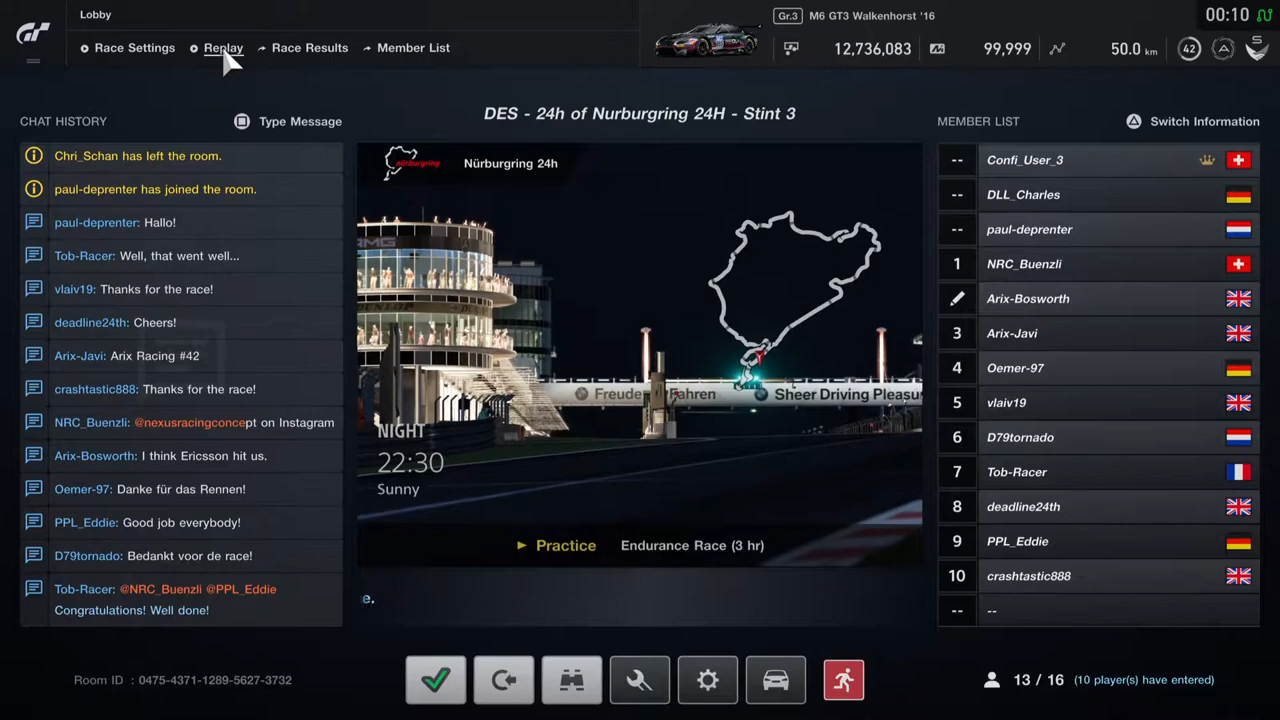 Lobby
Race Settings
Replay
Race Results
Member List
Gr.3
M6 GT3 Walkenhorst '16
12,736,083
99,999
50.0 km
42
A
S
00:10
CHAT HISTORY
Type Message
Chri_Schan has left the room.
paul-deprenter has joined the room.
paul-deprenter: Hallo!
Tob-Racer: Well, that went well...
vlaiv19: Thanks for the race!
deadline24th: Cheers!
Arix-Javi: Arix Racing #42
crashtastic888: Thanks for the race!
NRC_Buenzli: @nexusracingconcept on Instagram
Arix-Bosworth: I think Ericsson hit us.
Oemer-97: Danke für das Rennen!
PPL_Eddie: Good job everybody!
D79tornado: Bedankt voor de race!
Tob-Racer: @NRC_Buenzli @PPL_Eddie
Congratulations! Well done!
DES - 24h of Nurburgring 24H - Stint 3
nürburgring
Nürburgring 24h
AMG
Freude Fahren
Sheer Driving Pleasu
NIGHT
22:30
Sunny
Practice
Endurance Race (3 hr)
e.
MEMBER LIST
Switch Information
-- Confi_User_3
-- DLL_Charles
-- paul-deprenter
1 NRC_Buenzli
Arix-Bosworth
3 Arix-Javi
4 Oemer-97
5 vlaiv19
6 D79tornado
7 Tob-Racer
8 deadline24th
9 PPL_Eddie
10 crashtastic888
-- --
Room ID : 0475-4371-1289-5627-3732
13 / 16
(10 player(s) have entered)